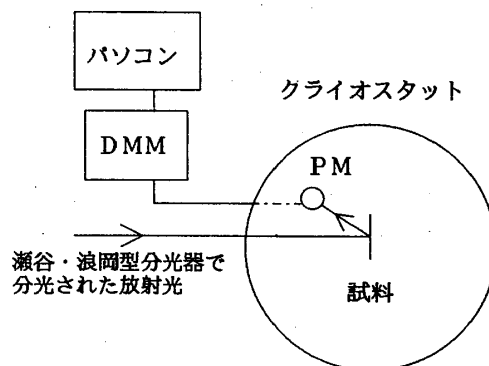 パソコン
クライオスタット
DMM
PM
瀬谷・浪岡型分光器で
分光された放射光
試料